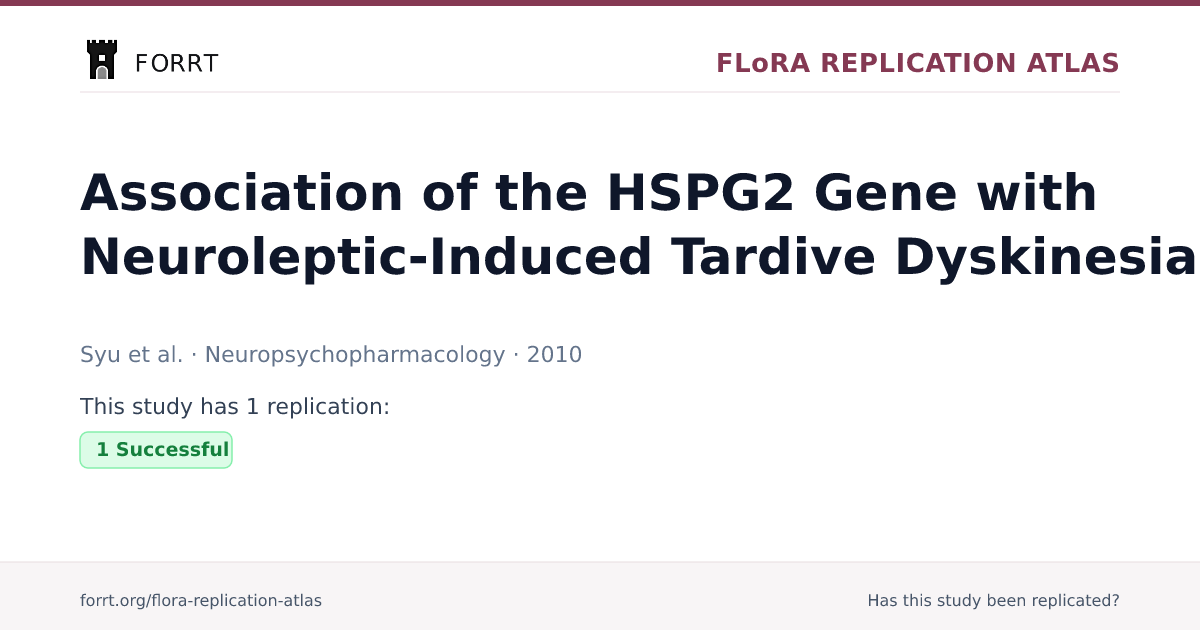 FORRT
FLoRA REPLICATION ATLAS
Association of the HSPG2 Gene with
Neuroleptic-Induced Tardive Dyskinesia
Syu et al. · Neuropsychopharmacology · 2010
This study has 1 replication:
1 Successful
forrt.org/flora-replication-atlas
Has this study been replicated?